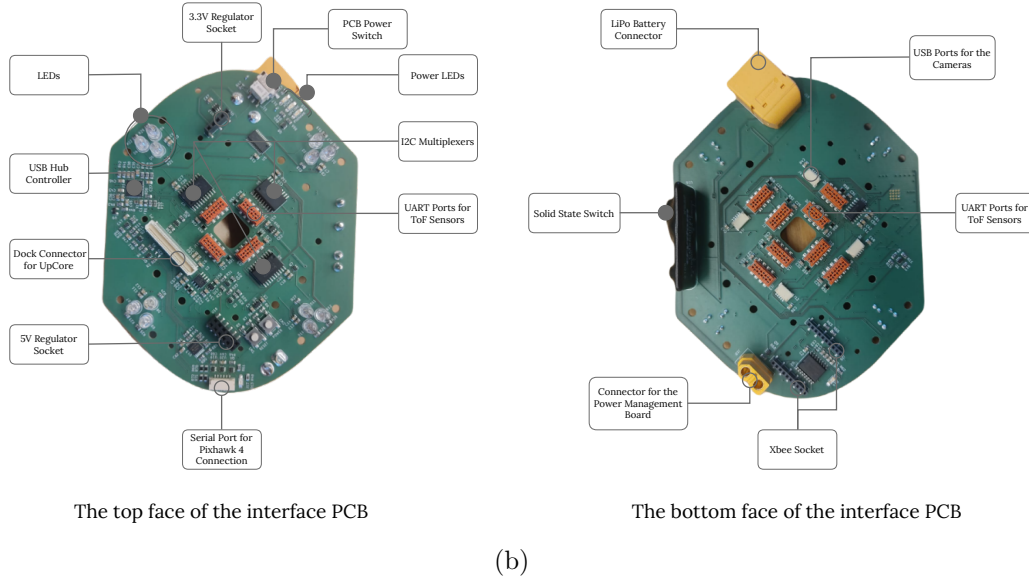 3.3V Regulator
Socket
PCB Power
Switch
LEDs
Power LEDs
I2C Multiplexers
USB Hub
Controller
UART Ports for
ToF Sensors
Dock Connector
for UpCore
5V Regulator
Socket
Serial Port for
Pixhawk 4
Connection
The top face of the interface PCB
LiPo Battery
Connector
USB Ports for the
Cameras
Solid State Switch
UART Ports for
ToF Sensors
Connector for the
Power Management
Board
Xbee Socket
The bottom face of the interface PCB
(b)